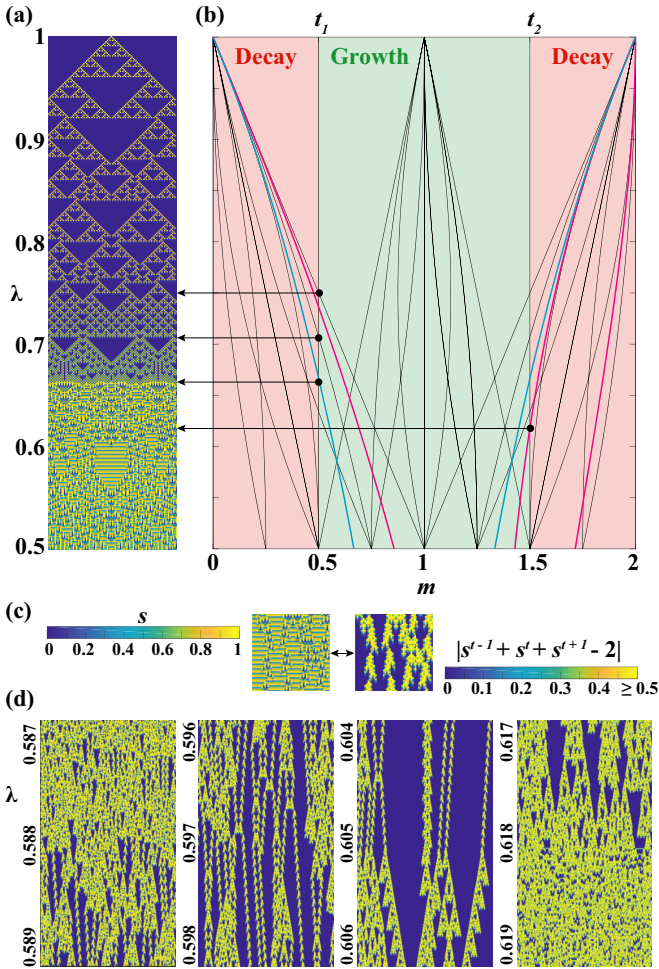 (a)
(b)
t1
t2
1
0.9
0.8
λ
0.7
0.6
0.5
Decay
Growth
Decay
0
0.5
1
1.5
2
m
(c)
s
0 0.2 0.4 0.6 0.8 1
|s^{t-1} + s^t + s^{t+1} - 2|
0 0.1 0.2 0.3 0.4 ≥ 0.5
(d)
λ
0.587
0.588
0.589
0.596
0.597
0.598
0.604
0.605
0.606
0.617
0.618
0.619